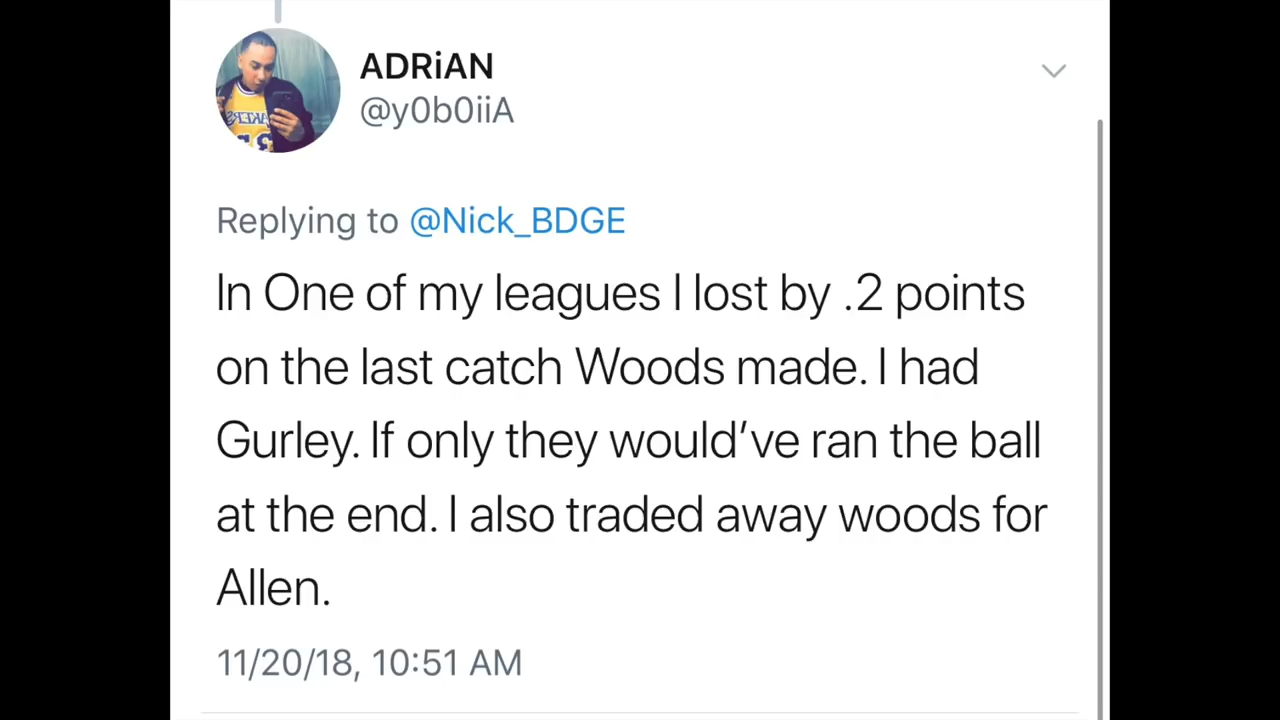 ADRiAN
@y0b0iiA
Replying to @Nick_BDGE
In One of my leagues I lost by .2 points
on the last catch Woods made. I had
Gurley. If only they would’ve ran the ball
at the end. I also traded away woods for
Allen.
11/20/18, 10:51 AM